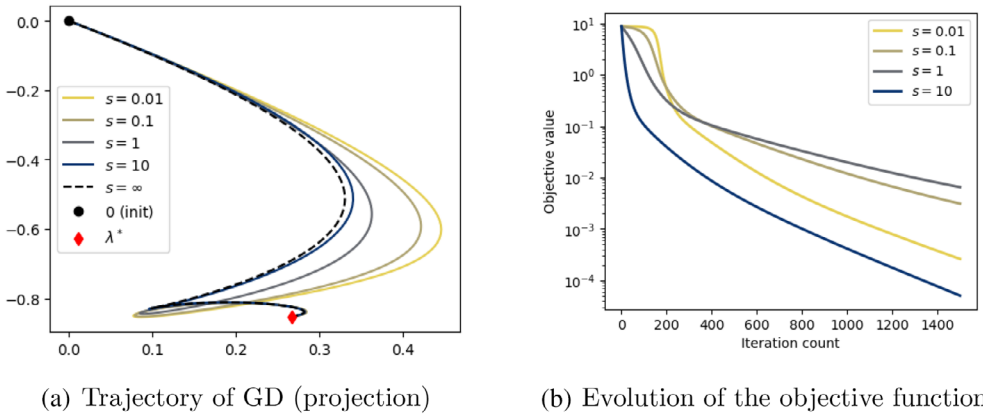 0.0
−0.2
−0.4
−0.6
−0.8
0.0 0.1 0.2 0.3 0.4
s = 0.01
s = 0.1
s = 1
s = 10
s = ∞
0 (init)
λ*
(a) Trajectory of GD (projection)
Objective value
10¹
10⁰
10⁻¹
10⁻²
10⁻³
10⁻⁴
0 200 400 600 800 1000 1200 1400
Iteration count
s = 0.01
s = 0.1
s = 1
s = 10
(b) Evolution of the objective function